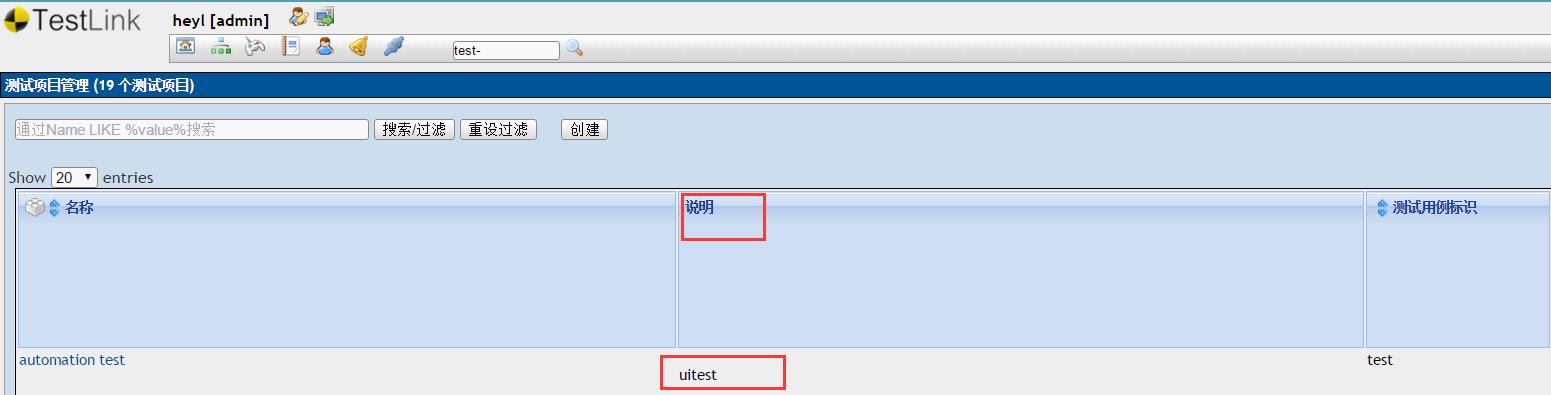 TestLink
heyl [admin]
test-
测试项目管理 (19 个测试项目)
通过Name LIKE %value%搜索 搜索/过滤 重设过滤 创建
Show 20 entries
名称 说明 测试用例标识
automation test test
uitest